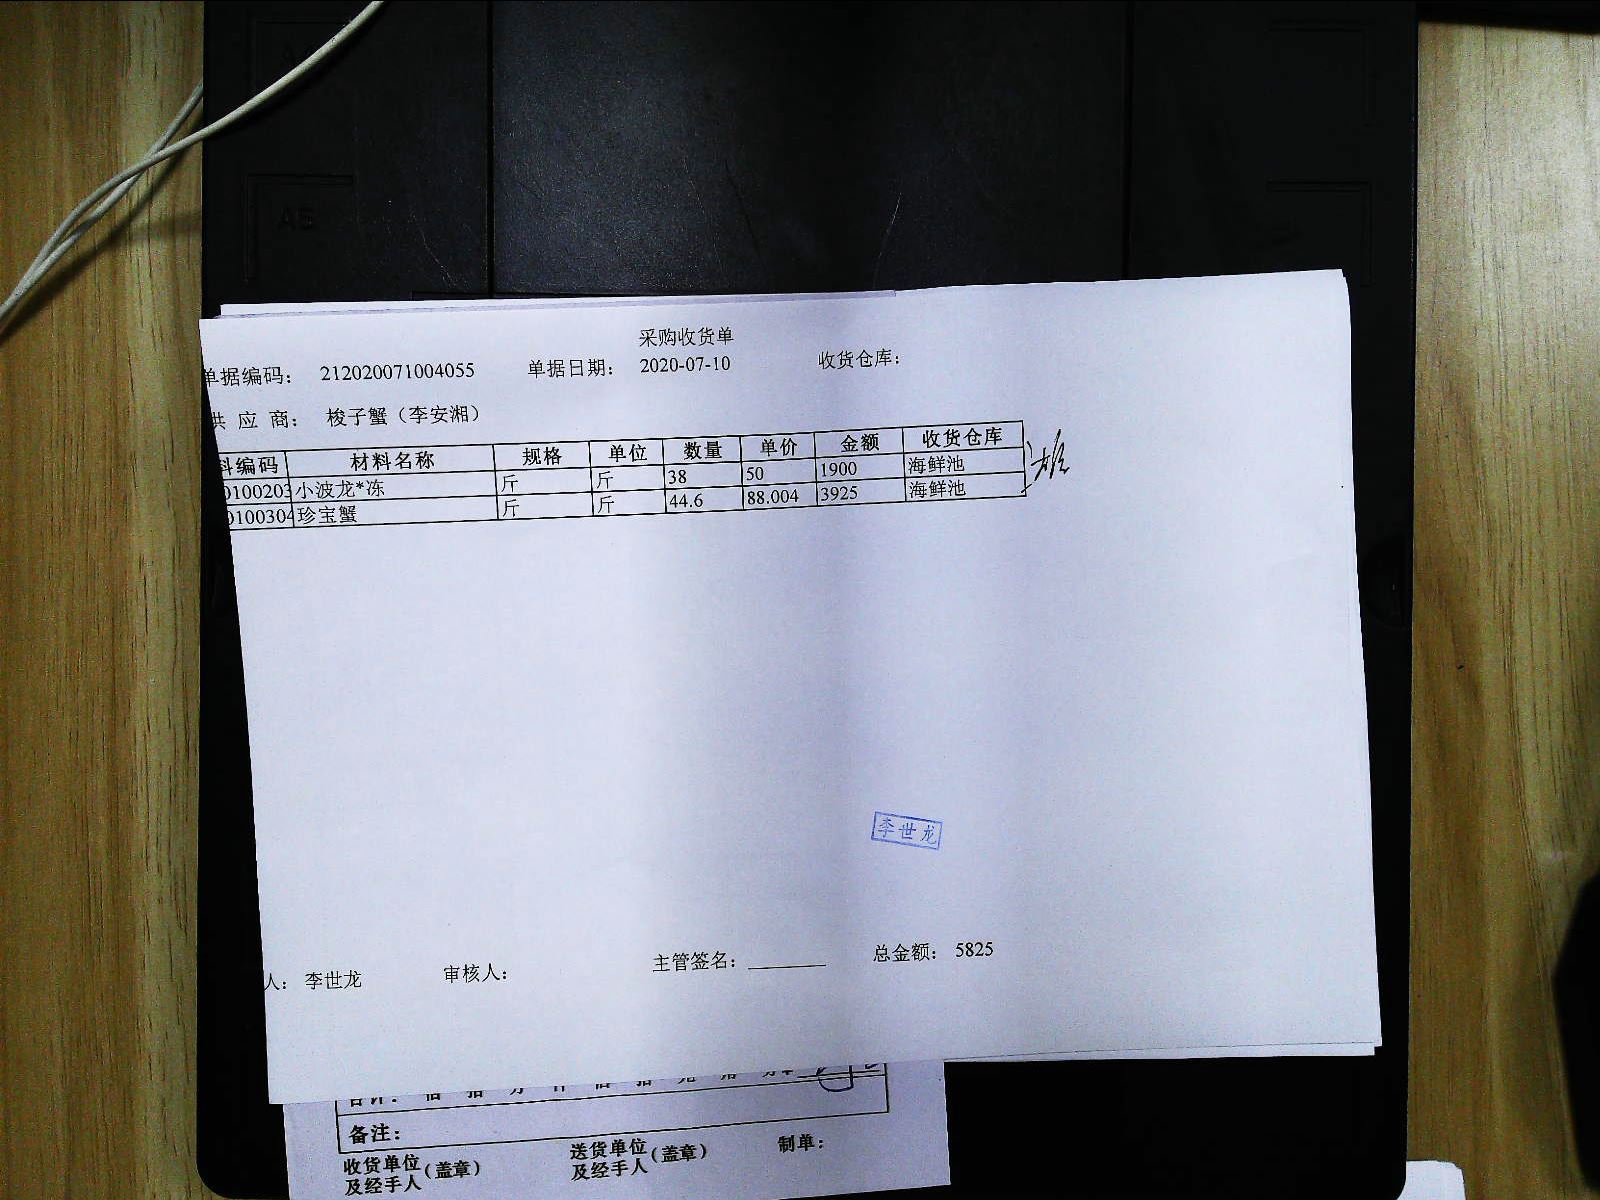 采购收货单
单据编码： 212020071004055 单据日期： 2020-07-10 收货仓库：
供 应 商： 梭子蟹（李安湘）
料编码 材料名称 规格 单位 数量 单价 金额 收货仓库
0100203 小波龙*冻 斤 斤 38 50 1900 海鲜池
0100304 珍宝蟹 斤 斤 44.6 88.004 3925 海鲜池
李世龙
人： 李世龙 审核人： 主管签名： 总金额： 5825
备注：
收货单位及经手人（盖章） 送货单位及经手人（盖章） 制单：
A5